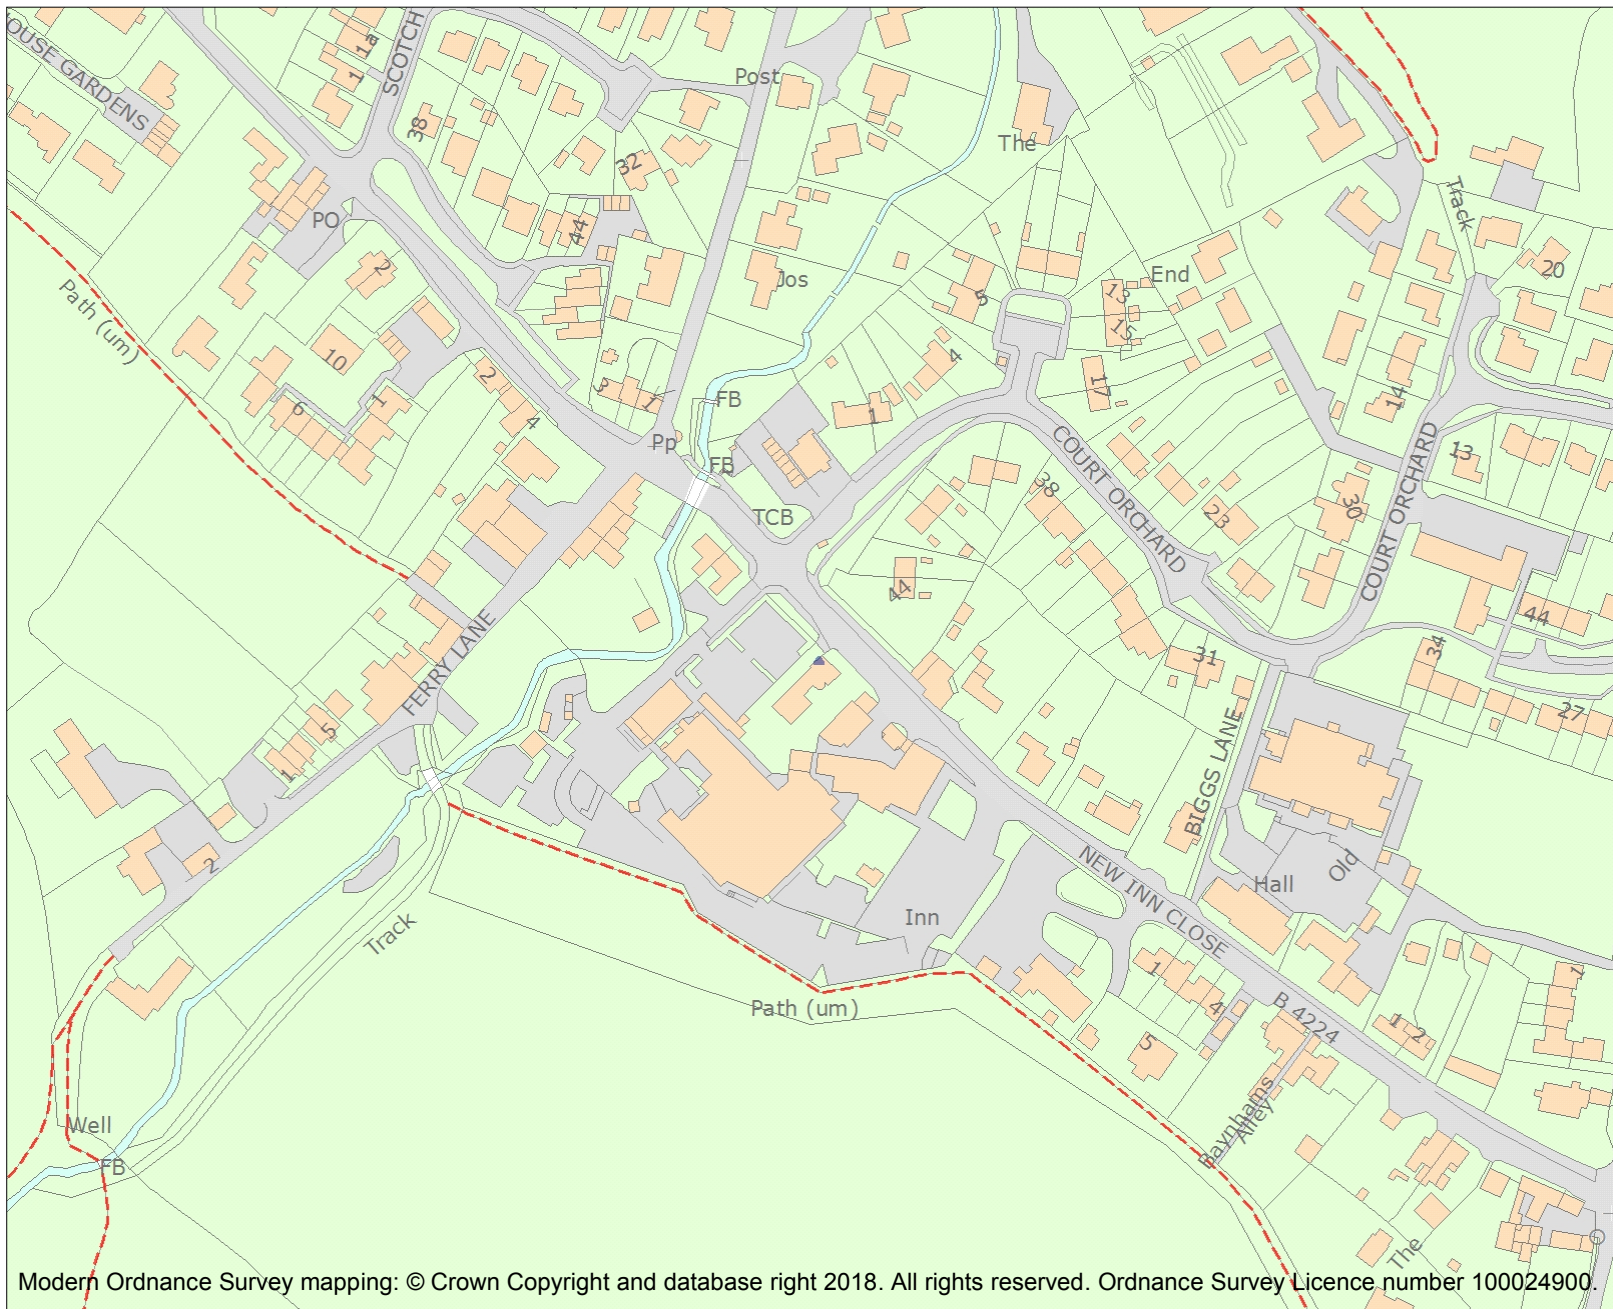 SCOTCH
OUSE GARDENS
1a
1
38
Post
The
32
PO
44
2
Jos
Track
End
20
5
13
15
Path (um)
10
2
4
3
1
FB
4
17
14
6
1
1
4
Pp
FB
13
COURT ORCHARD
38
30
23
TCB
COURT ORCHARD
44
44
FERRY LANE
31
34
5
1
27
BIGGS LANE
2
Old
Hall
NEW INN CLOSE
Inn
Track
1
4
1
Path (um)
B 4224
1
2
5
Baynhams
Alley
Well
FB
The
Modern Ordnance Survey mapping: © Crown Copyright and database right 2018. All rights reserved. Ordnance Survey Licence number 100024900.